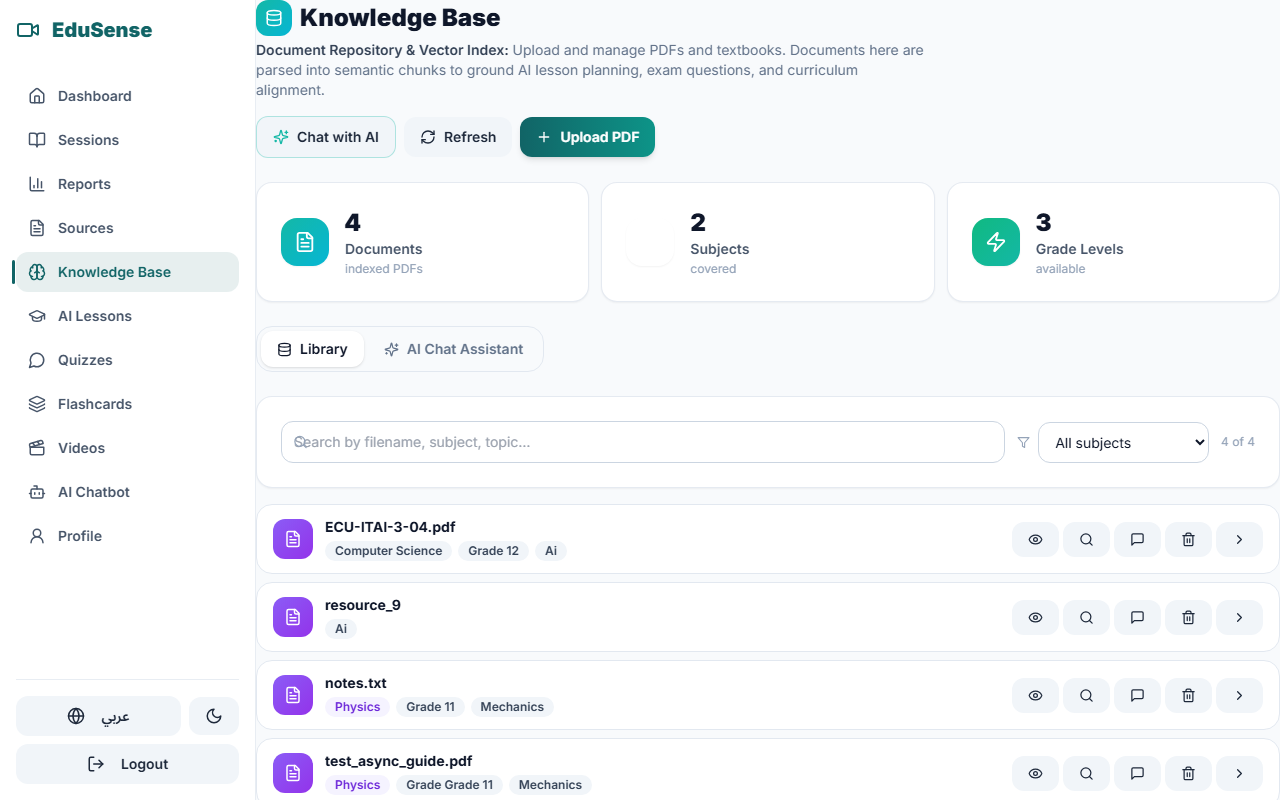 EduSense
Dashboard
Sessions
Reports
Sources
Knowledge Base
AI Lessons
Quizzes
Flashcards
Videos
AI Chatbot
Profile
عربي
Logout
Knowledge Base
Document Repository & Vector Index: Upload and manage PDFs and textbooks. Documents here are
parsed into semantic chunks to ground AI lesson planning, exam questions, and curriculum
alignment.
Chat with AI
Refresh
Upload PDF
4
Documents
indexed PDFs
2
Subjects
covered
3
Grade Levels
available
Library
AI Chat Assistant
Search by filename, subject, topic...
All subjects
4 of 4
ECU-ITAI-3-04.pdf
Computer Science Grade 12 Ai
resource_9
Ai
notes.txt
Physics Grade 11 Mechanics
test_async_guide.pdf
Physics Grade Grade 11 Mechanics